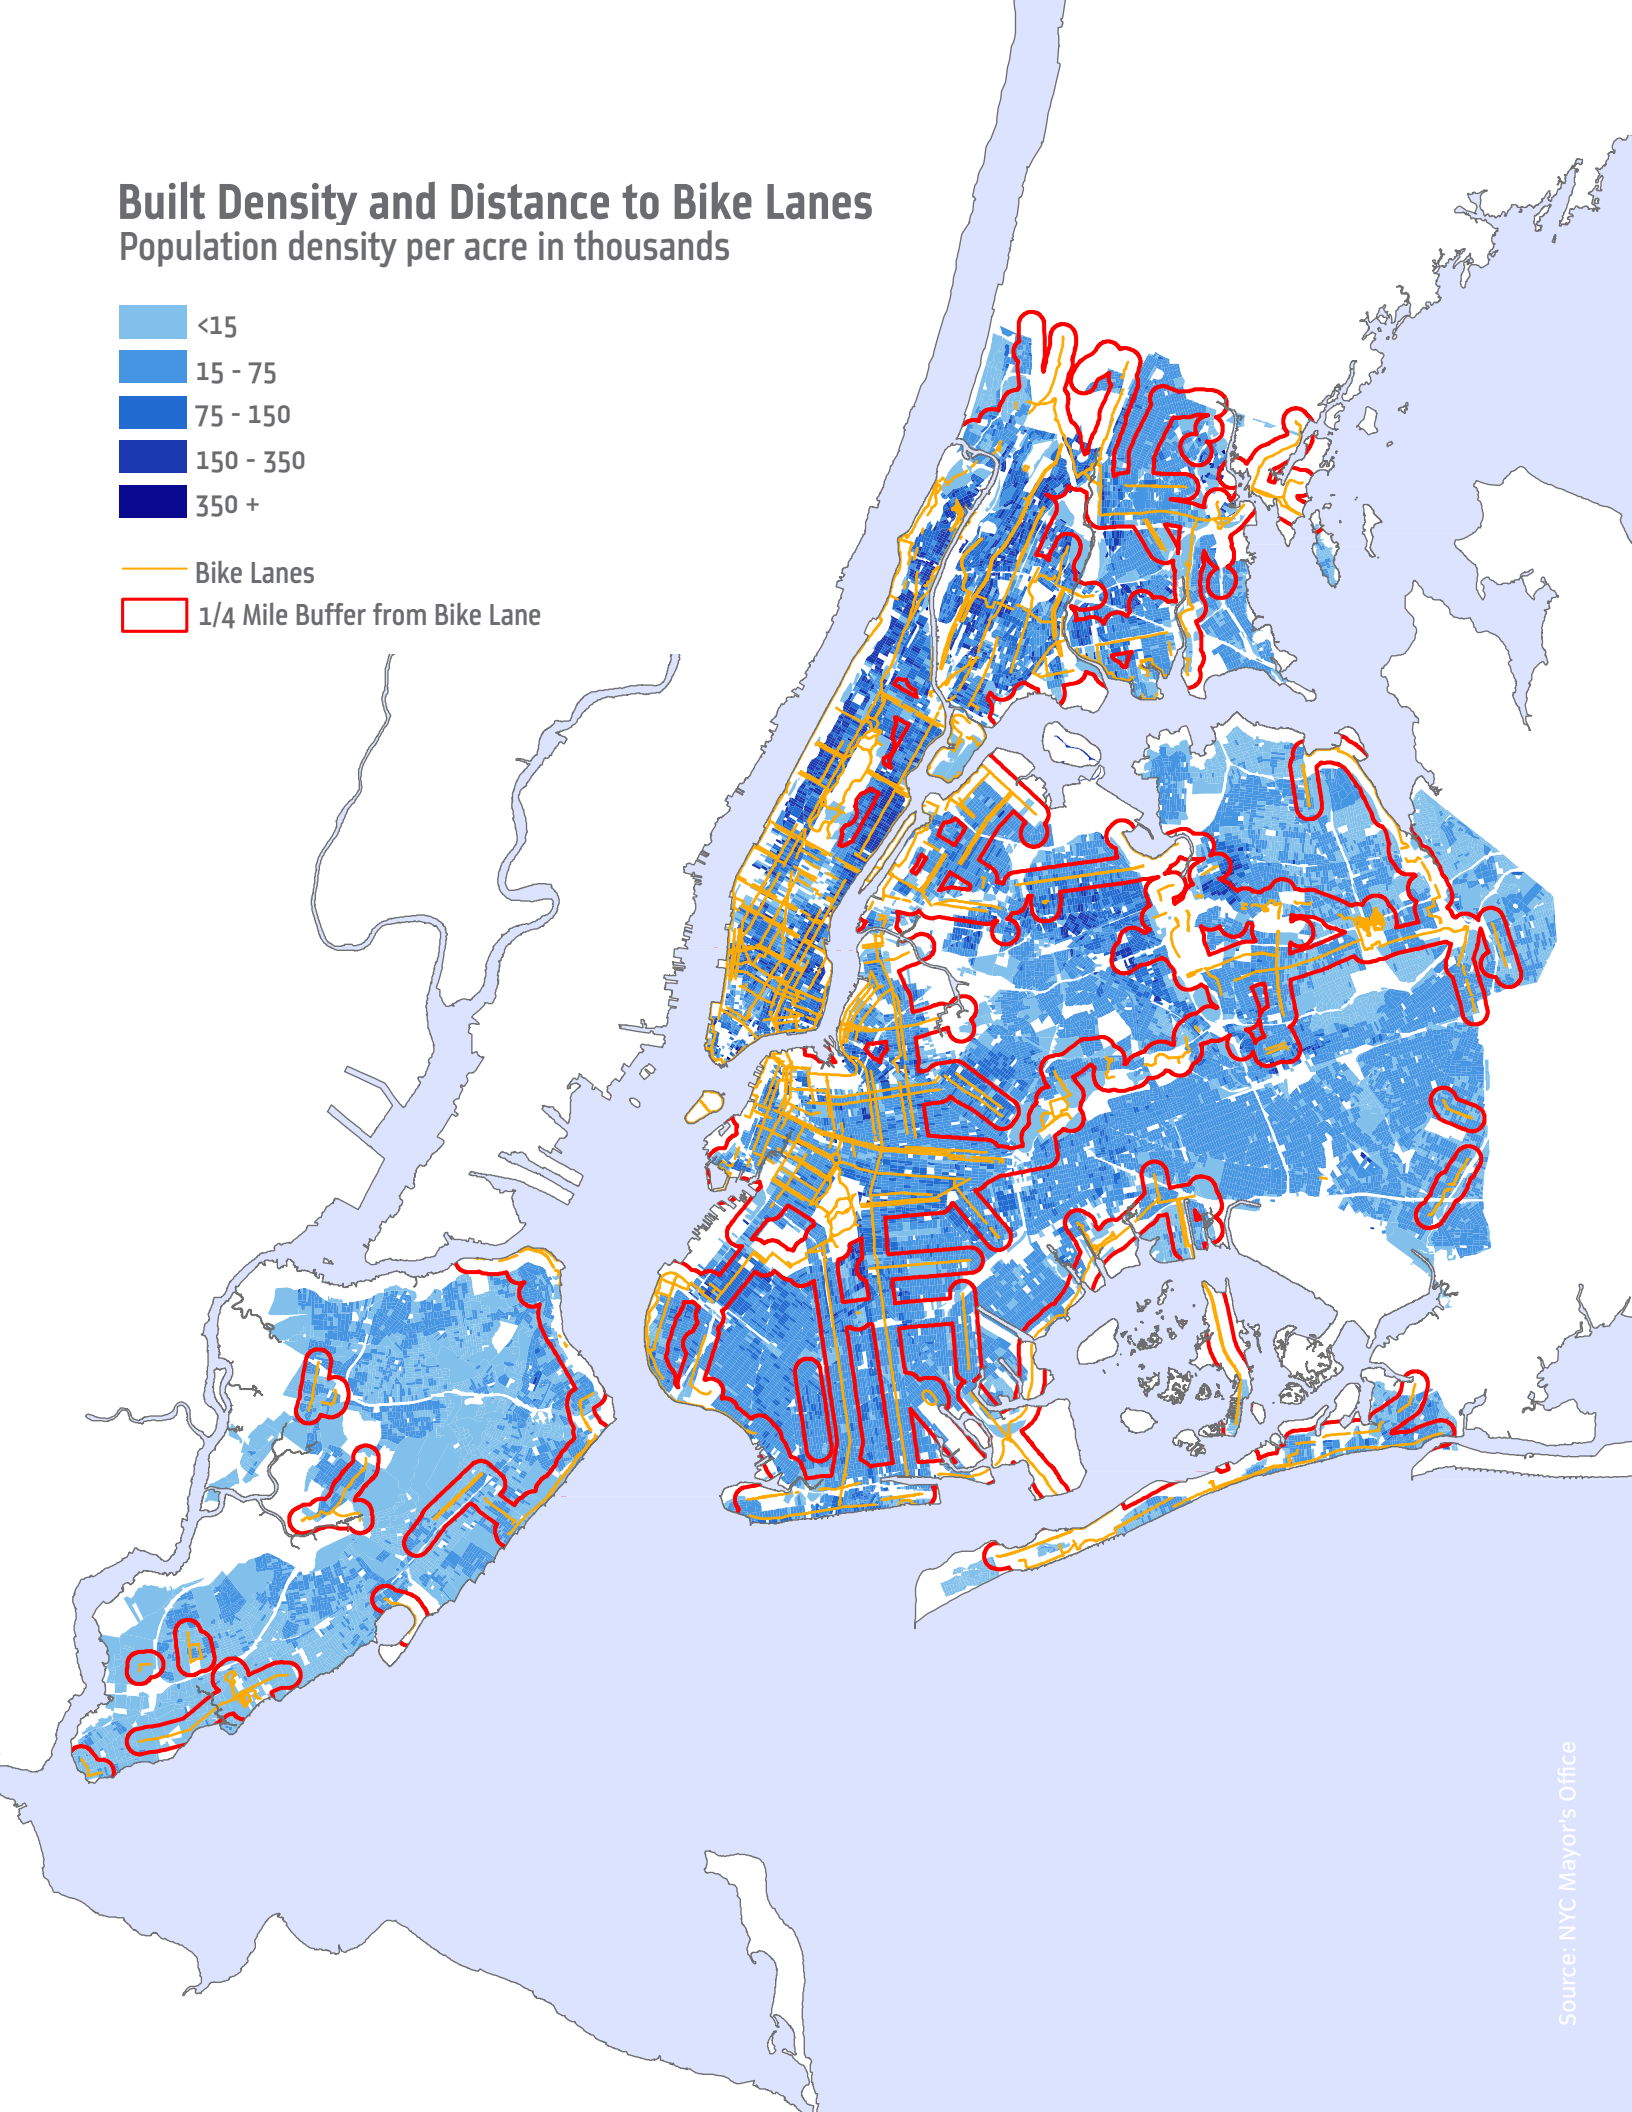 Built Density and Distance to Bike Lanes
Population density per acre in thousands
<15
15 - 75
75 - 150
150 - 350
350 +
Bike Lanes
1/4 Mile Buffer from Bike Lane
Source: NYC Mayor's Office